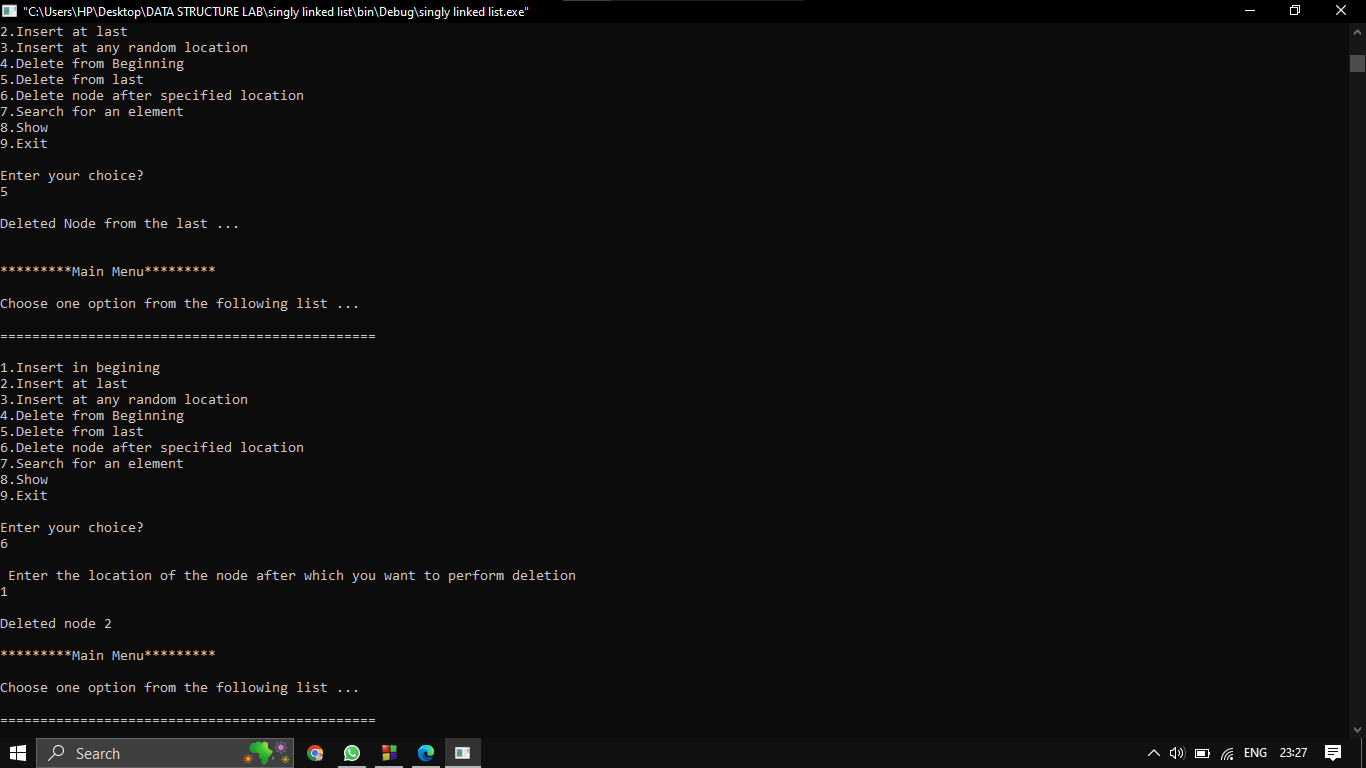 "C:\Users\HP\Desktop\DATA STRUCTURE LAB\singly linked list\bin\Debug\singly linked list.exe"
2.Insert at last
3.Insert at any random location
4.Delete from Beginning
5.Delete from last
6.Delete node after specified location
7.Search for an element
8.Show
9.Exit
Enter your choice?
5
Deleted Node from the last ...
*********Main Menu*********
Choose one option from the following list ...
===============================================
1.Insert in begining
2.Insert at last
3.Insert at any random location
4.Delete from Beginning
5.Delete from last
6.Delete node after specified location
7.Search for an element
8.Show
9.Exit
Enter your choice?
6
Enter the location of the node after which you want to perform deletion
1
Deleted node 2
*********Main Menu*********
Choose one option from the following list ...
===============================================
Search
ENG
23:27